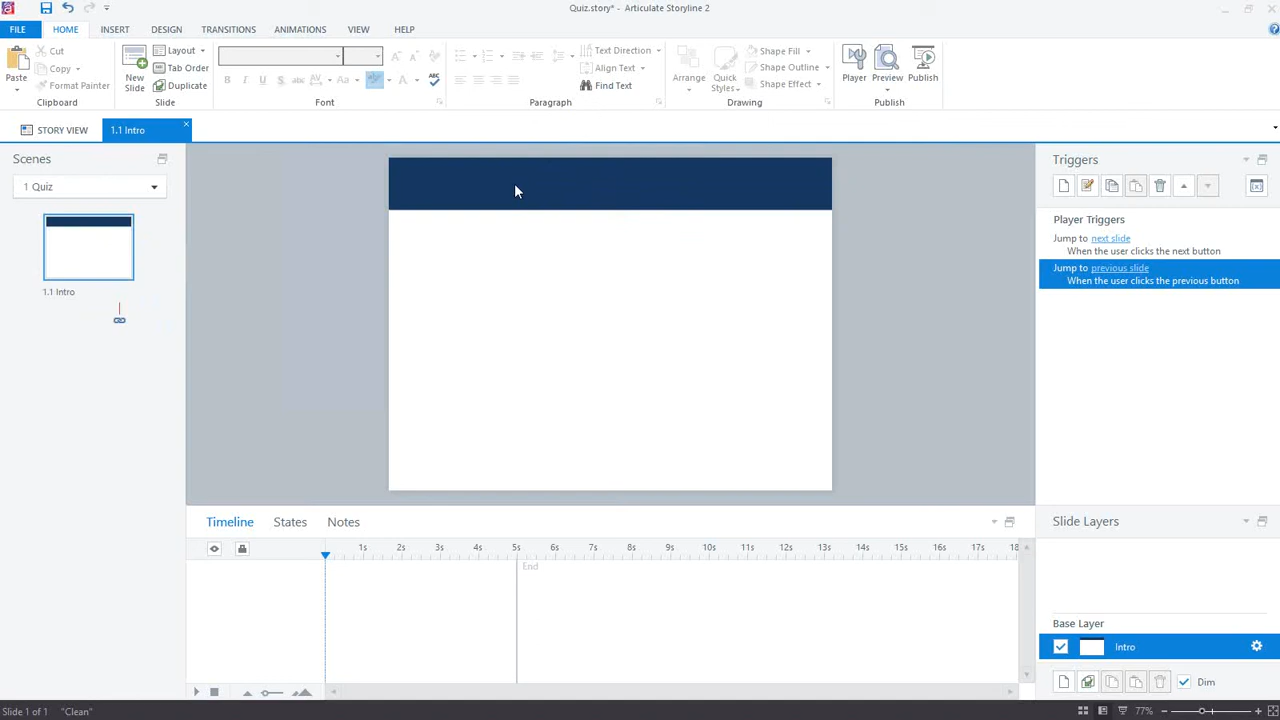 Quiz.story* - Articulate Storyline 2
FILE HOME INSERT DESIGN TRANSITIONS ANIMATIONS VIEW HELP
Paste
Cut
Copy
Format Painter
Clipboard
New Slide
Layout
Tab Order
Duplicate
Slide
Font
Text Direction
Align Text
Find Text
Paragraph
Arrange
Quick Styles
Shape Fill
Shape Outline
Shape Effect
Drawing
Player
Preview
Publish
Publish
STORY VIEW
1.1 Intro
Scenes
1 Quiz
1.1 Intro
Triggers
Player Triggers
Jump to next slide
When the user clicks the next button
Jump to previous slide
When the user clicks the previous button
Timeline States Notes
1s 2s 3s 4s 5s 6s 7s 8s 9s 10s 11s 12s 13s 14s 15s 16s 17s 18
End
Slide Layers
Base Layer
Intro
Dim
Slide 1 of 1 "Clean"
77%